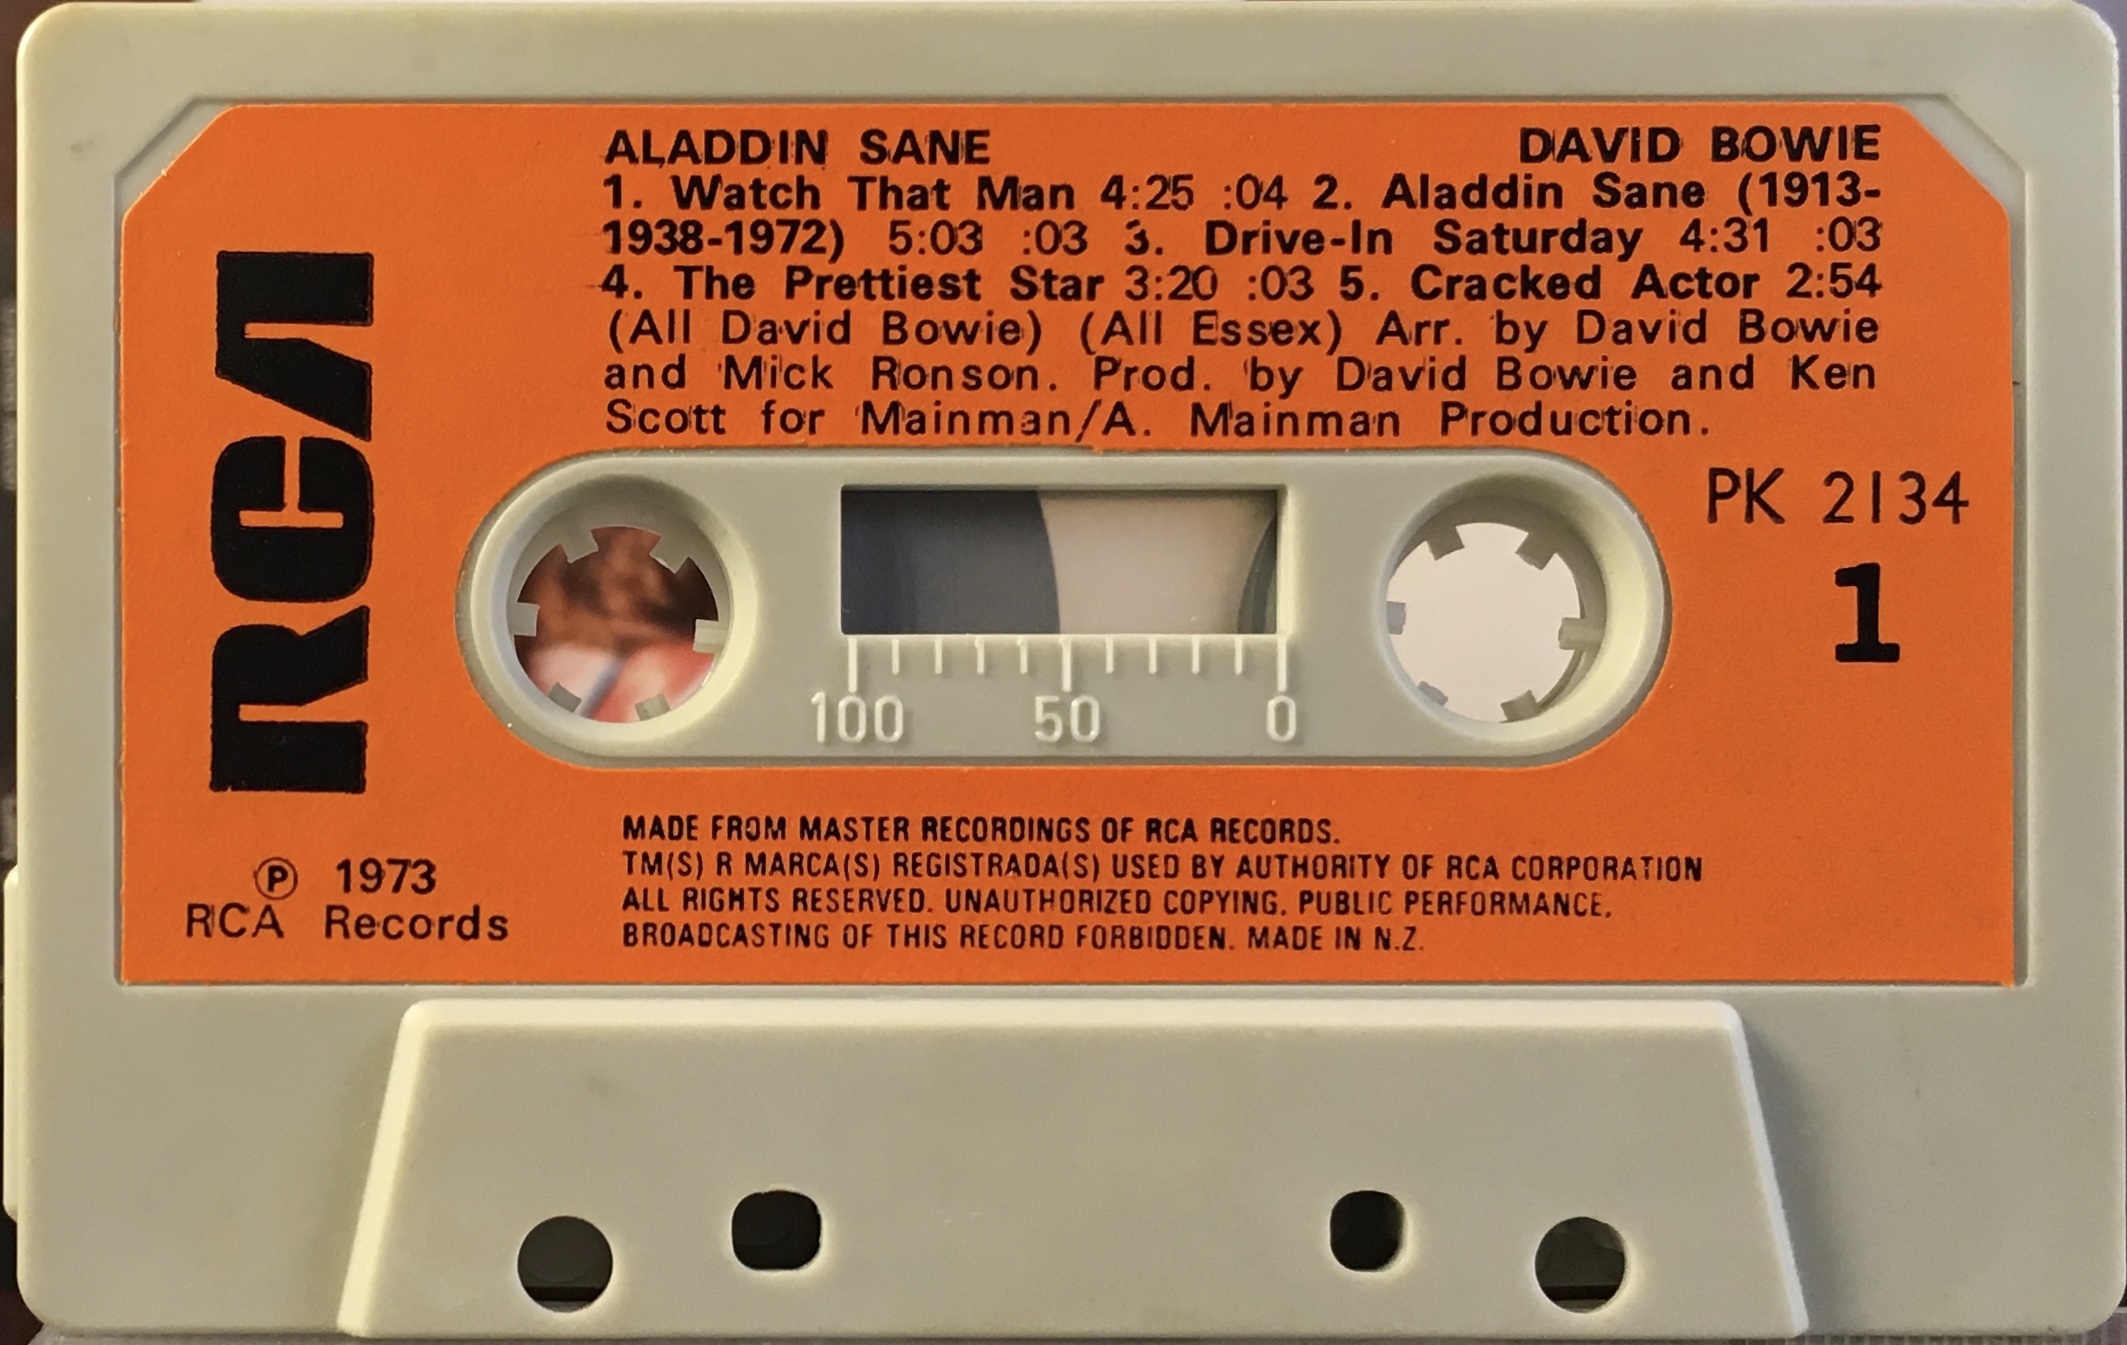 ALADDIN SANE DAVID BOWIE
1. Watch That Man 4:25 :04 2. Aladdin Sane (1913-
1938-1972) 5:03 :03 3. Drive-In Saturday 4:31 :03
4. The Prettiest Star 3:20 :03 5. Cracked Actor 2:54
(All David Bowie) (All Essex) Arr. by David Bowie
and Mick Ronson. Prod. by David Bowie and Ken
Scott for Mainman/A. Mainman Production.
RCA
PK 2134
1
100 50 0
℗ 1973
RCA Records
MADE FROM MASTER RECORDINGS OF RCA RECORDS.
TM(S) R MARCA(S) REGISTRADA(S) USED BY AUTHORITY OF RCA CORPORATION
ALL RIGHTS RESERVED. UNAUTHORIZED COPYING. PUBLIC PERFORMANCE.
BROADCASTING OF THIS RECORD FORBIDDEN. MADE IN N.Z.